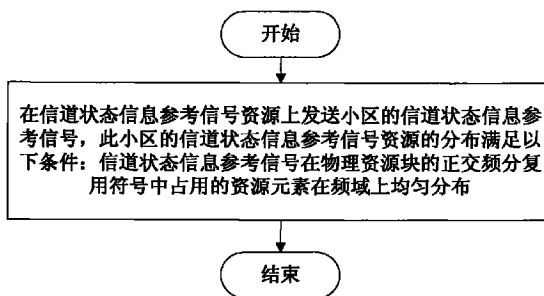 开始
在信道状态信息参考信号资源上发送小区的信道状态信息参
考信号，此小区的信道状态信息参考信号资源的分布满足以
下条件：信道状态信息参考信号在物理资源块的正交频分复
用符号中占用的资源元素在频域上均匀分布
结束